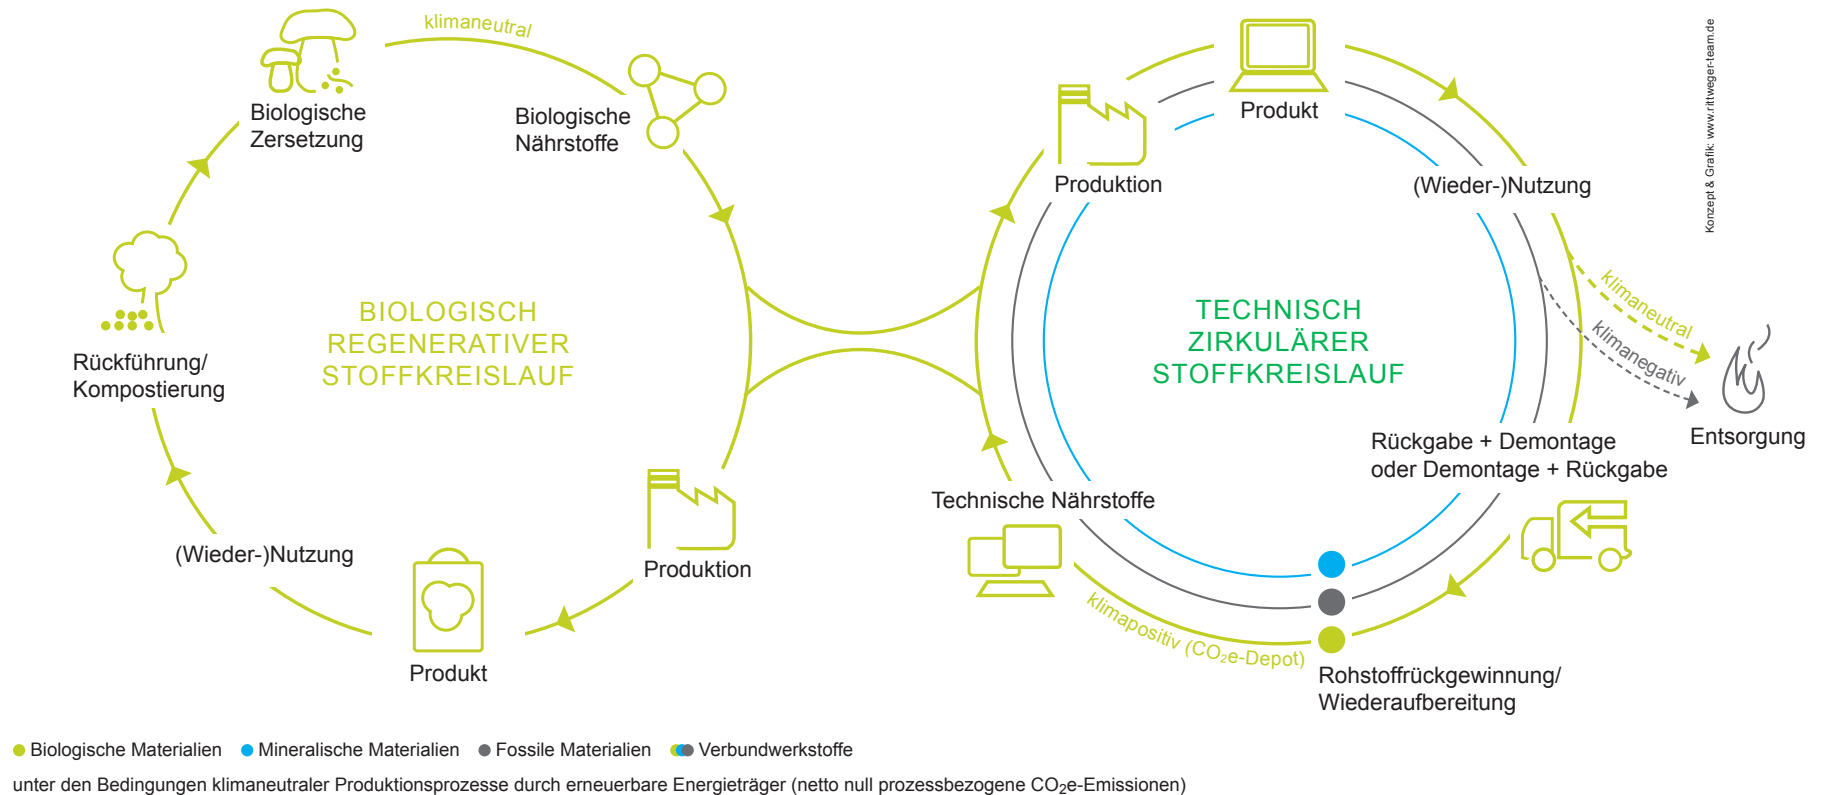 klimaneutral
Biologische
Zersetzung
Biologische
Nährstoffe
Rückführung/
Kompostierung
BIOLOGISCH
REGENERATIVER
STOFFKREISLAUF
(Wieder-)Nutzung
Produkt
Produktion
Produkt
Produktion
(Wieder-)Nutzung
TECHNISCH
ZIRKULÄRER
STOFFKREISLAUF
klimaneutral
klimanegativ
Entsorgung
Rückgabe + Demontage
oder Demontage + Rückgabe
Technische Nährstoffe
klimapositiv (CO₂e-Depot)
Rohstoffrückgewinnung/
Wiederaufbereitung
Konzept & Grafik: www.rittweger-team.de
Biologische Materialien Mineralische Materialien Fossile Materialien Verbundwerkstoffe
unter den Bedingungen klimaneutraler Produktionsprozesse durch erneuerbare Energieträger (netto null prozessbezogene CO₂e-Emissionen)